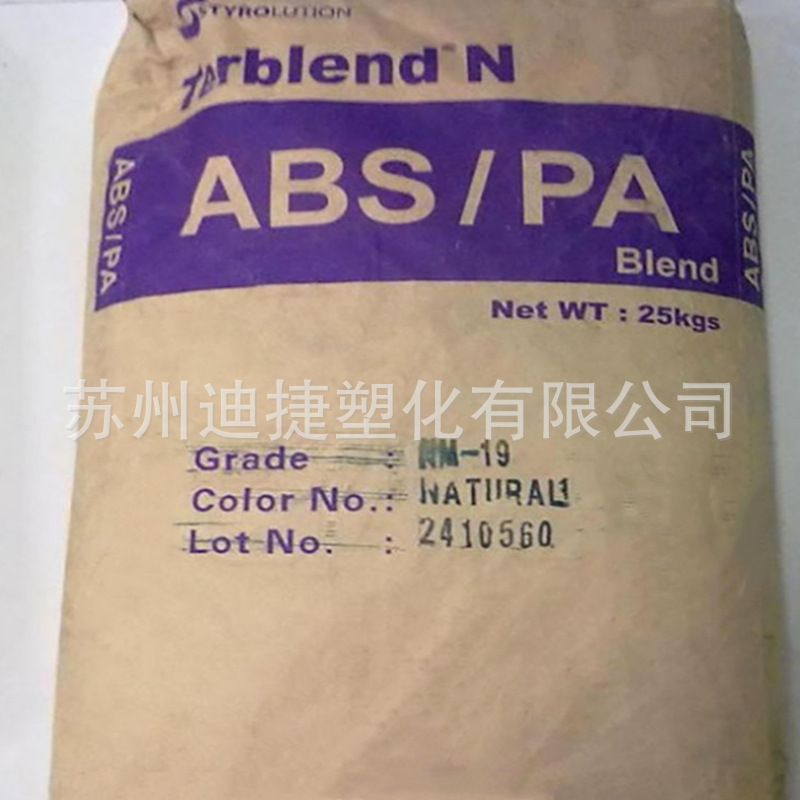 STYROLUTION
Terblend® N
ABS/PA
ABS/PA
ABS/PA
Blend
Net WT : 25kgs
苏州迪捷塑化有限公司
Grade : NM-19
Color No.: NATURAL1
Lot No. : 2410560